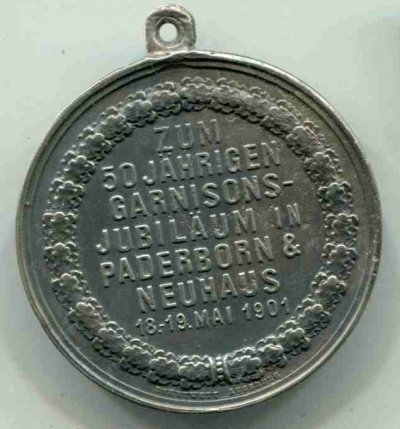 ZUM
50 JÄHRIGEN
GARNISONS-
JUBILÄUM IN
PADERBORN &
NEUHAUS
18.-19. MAI 1901